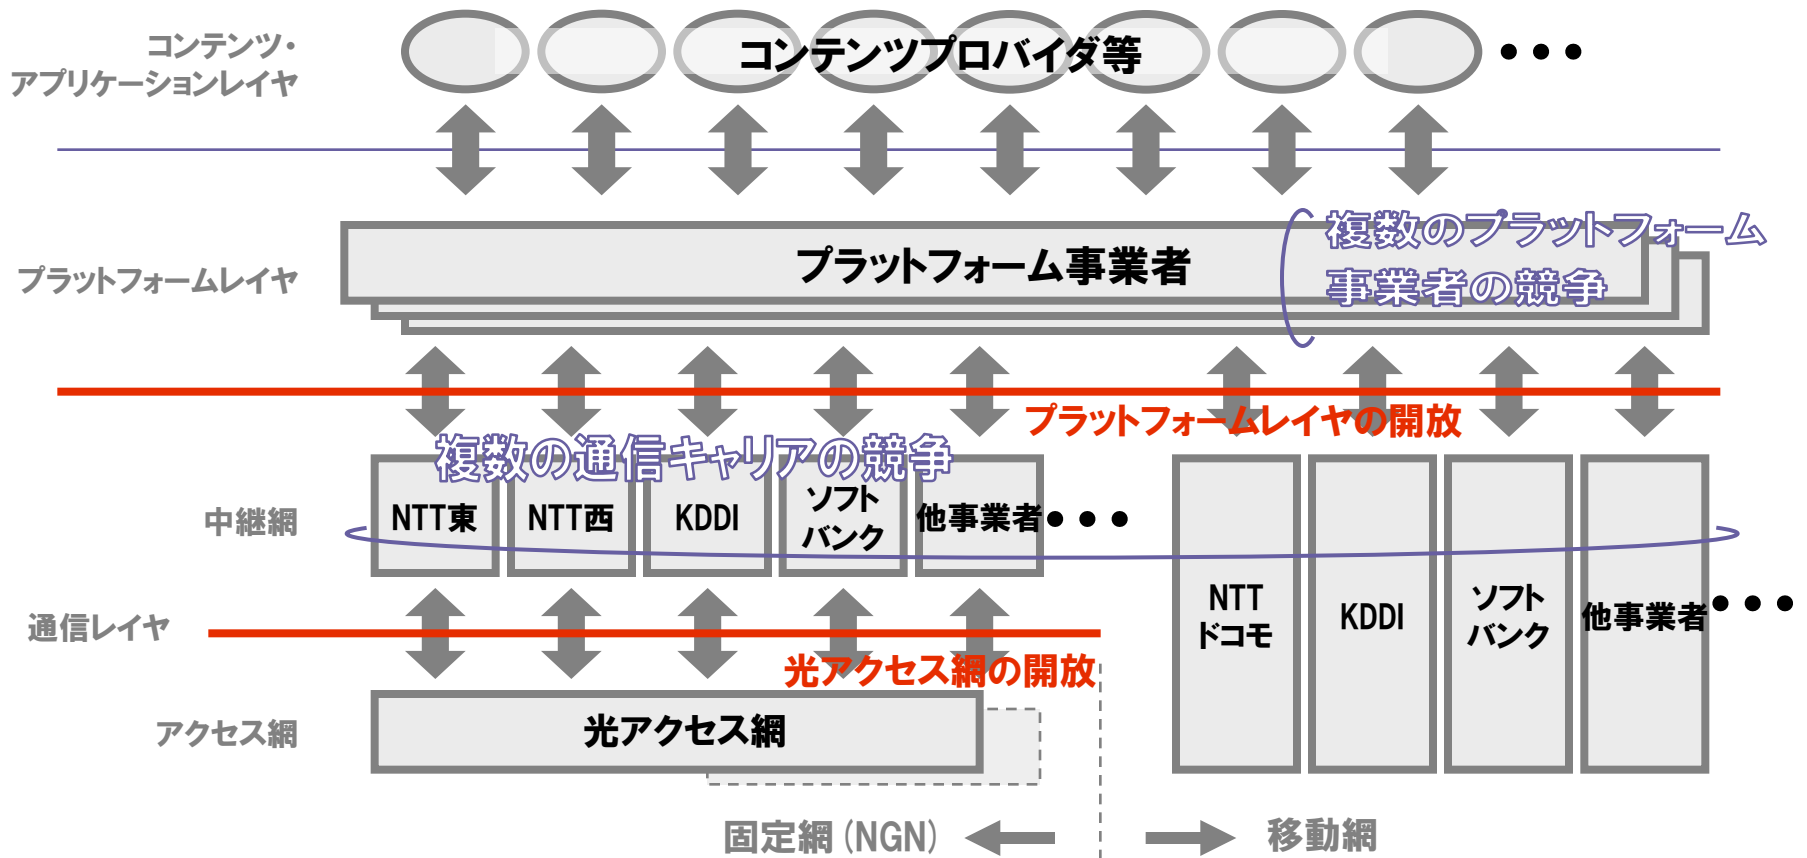 コンテンツ・
アプリケーションレイヤ
コンテンツプロバイダ等
•••
プラットフォームレイヤ
プラットフォーム事業者
複数のプラットフォーム
事業者の競争
プラットフォームレイヤの開放
複数の通信キャリアの競争
中継網
NTT東
NTT西
KDDI
ソフト
バンク
他事業者
•••
NTT
ドコモ
KDDI
ソフト
バンク
他事業者
•••
通信レイヤ
光アクセス網の開放
アクセス網
光アクセス網
固定網(NGN)
移動網